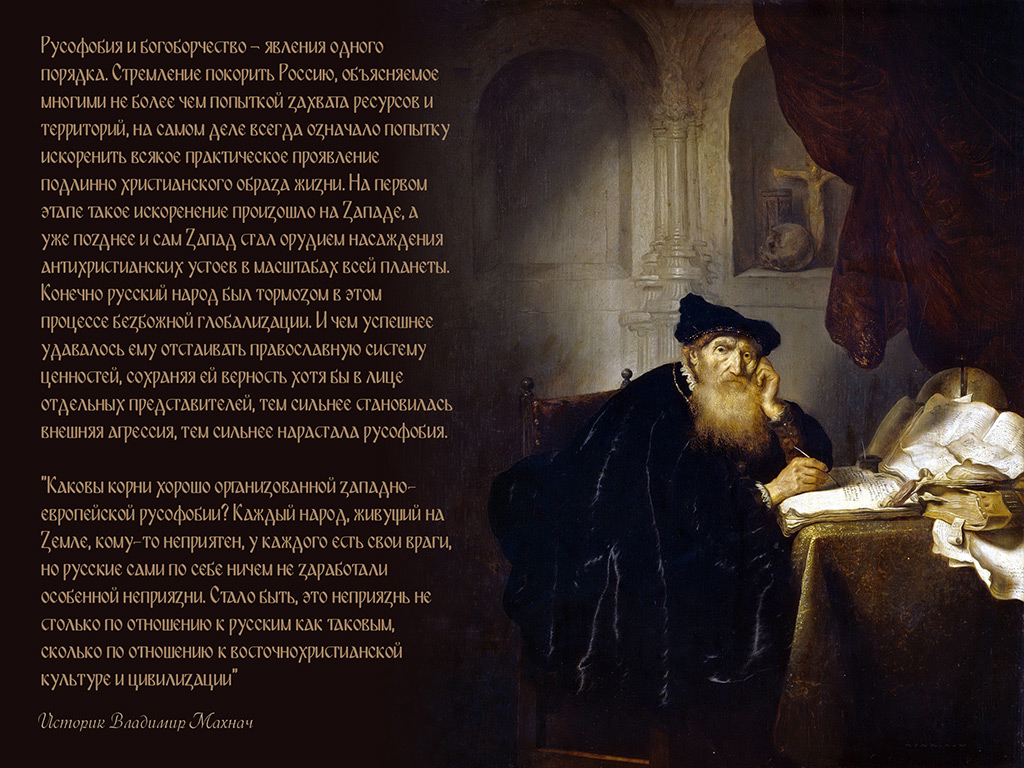 Русофобия и богоборчество – явления одного
порядка. Стремление покорить Россию, объясняемое
многими не более чем попыткой захвата ресурсов и
территорий, на самом деле всегда означало попытку
искоренить всякое практическое проявление
подлинно христианского образа жизни. На первом
этапе такое искоренение произошло на Западе, а
уже позднее и сам Запад стал орудием насаждения
антихристианских устоев в масштабах всей планеты.
Конечно русский народ был тормозом в этом
процессе безбожной глобализации. И чем успешнее
удавалось ему отстаивать православную систему
ценностей, сохраняя ей верность хотя бы в лице
отдельных представителей, тем сильнее становилась
внешняя агрессия, тем сильнее нарастала русофобия.
"Каковы корни хорошо организованной западно-
европейской русофобии? Каждый народ, живущий на
Земле, кому-то неприятен, у каждого есть свои враги,
но русские сами по себе ничем не заработали
особенной неприязни. Стало быть, это неприязнь не
столько по отношению к русским как таковым,
сколько по отношению к восточнохристианской
культуре и цивилизации"
Историк Владимир Махнач